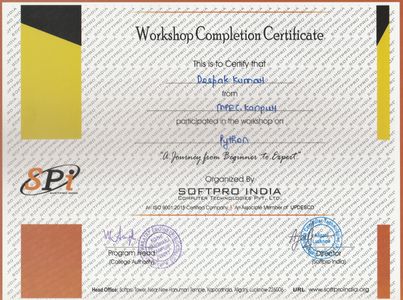 Workshop Completion Certificate
This is to Certify that
Deepak Kumar
from
MPEC, Kanpur
participated in the workshop on
Python
"A Journey from Beginner to Expert"
Organized By
SOFTPRO INDIA
COMPUTER TECHNOLOGIES PVT. LTD.
An ISO 9001:2015 Certified Company | An Associate Member of UPDESCO
SPi
Program Head
(College Authority)
Director
(Softpro India)
Head Office: Softpro Tower, Near New Hanuman Temple, Kapoorthla, Aliganj, Lucknow 226006 URL: www.softproindia.org